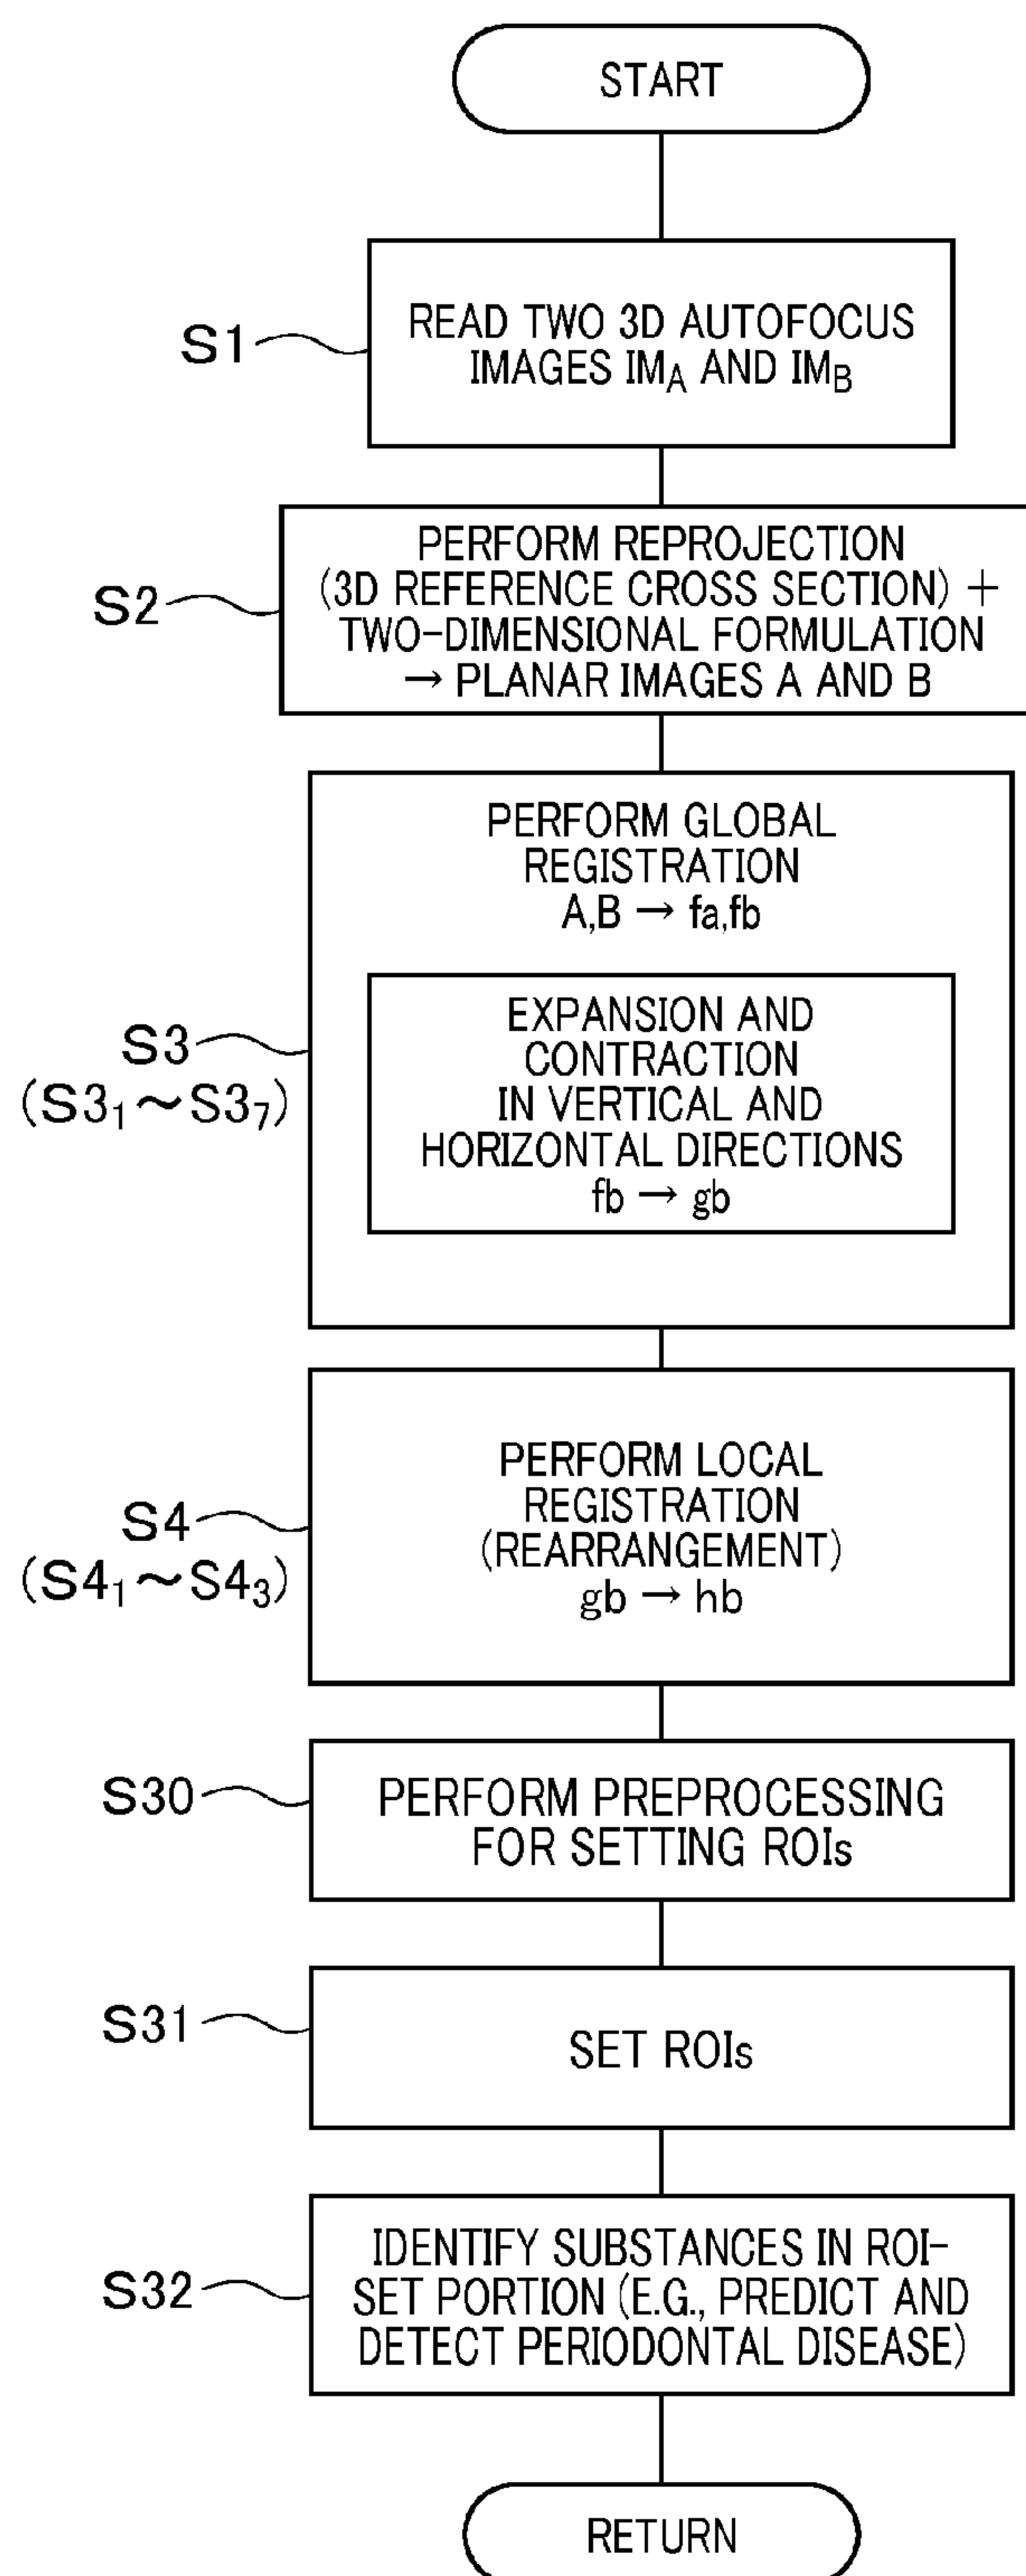 START
S1
READ TWO 3D AUTOFOCUS
IMAGES IM_A AND IM_B
S2
PERFORM REPROJECTION
(3D REFERENCE CROSS SECTION) +
TWO-DIMENSIONAL FORMULATION
→ PLANAR IMAGES A AND B
S3
(S3₁～S3₇)
PERFORM GLOBAL
REGISTRATION
A,B → fa,fb
EXPANSION AND
CONTRACTION
IN VERTICAL AND
HORIZONTAL DIRECTIONS
fb → gb
S4
(S4₁～S4₃)
PERFORM LOCAL
REGISTRATION
(REARRANGEMENT)
gb → hb
S30
PERFORM PREPROCESSING
FOR SETTING ROIs
S31
SET ROIs
S32
IDENTIFY SUBSTANCES IN ROI-
SET PORTION (E.G., PREDICT AND
DETECT PERIODONTAL DISEASE)
RETURN